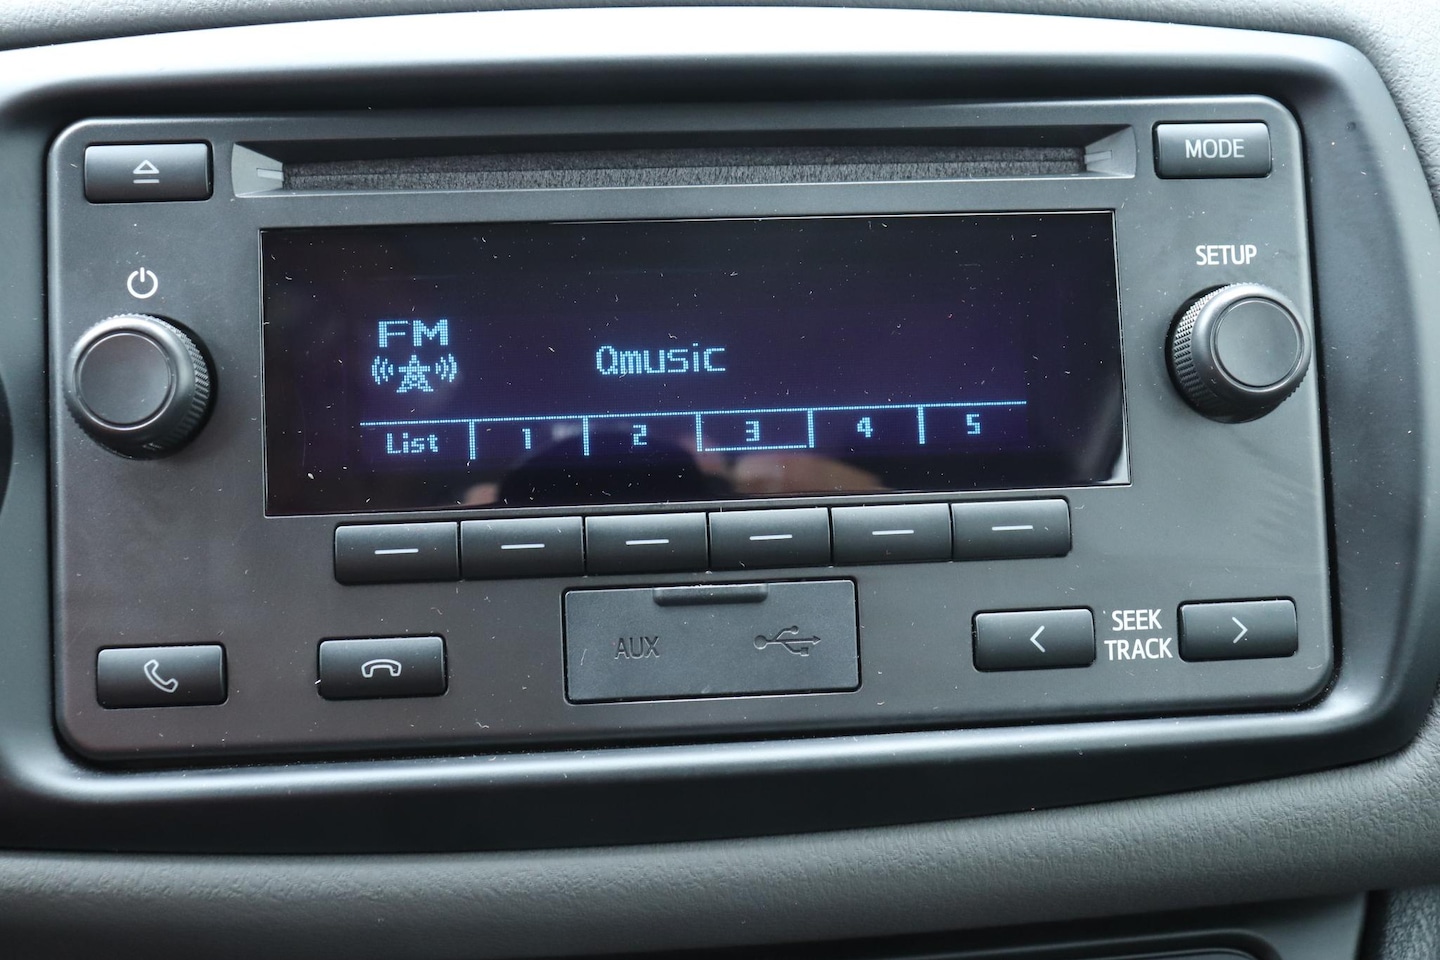 MODE
SETUP
FM
Qmusic
List 1 2 3 4 5
AUX
SEEK
TRACK